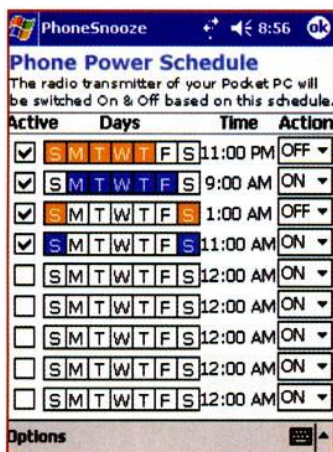 PhoneSnooze 8:56 ok
Phone Power Schedule
The radio transmitter of your Pocket PC will
be switched On & Off based on this schedule.
Active Days Time Action
S M T W T F S 11:00 PM OFF
S M T W T F S 9:00 AM ON
S M T W T F S 1:00 AM OFF
S M T W T F S 11:00 AM ON
S M T W T F S 12:00 AM ON
S M T W T F S 12:00 AM ON
S M T W T F S 12:00 AM ON
S M T W T F S 12:00 AM ON
S M T W T F S 12:00 AM ON
Options